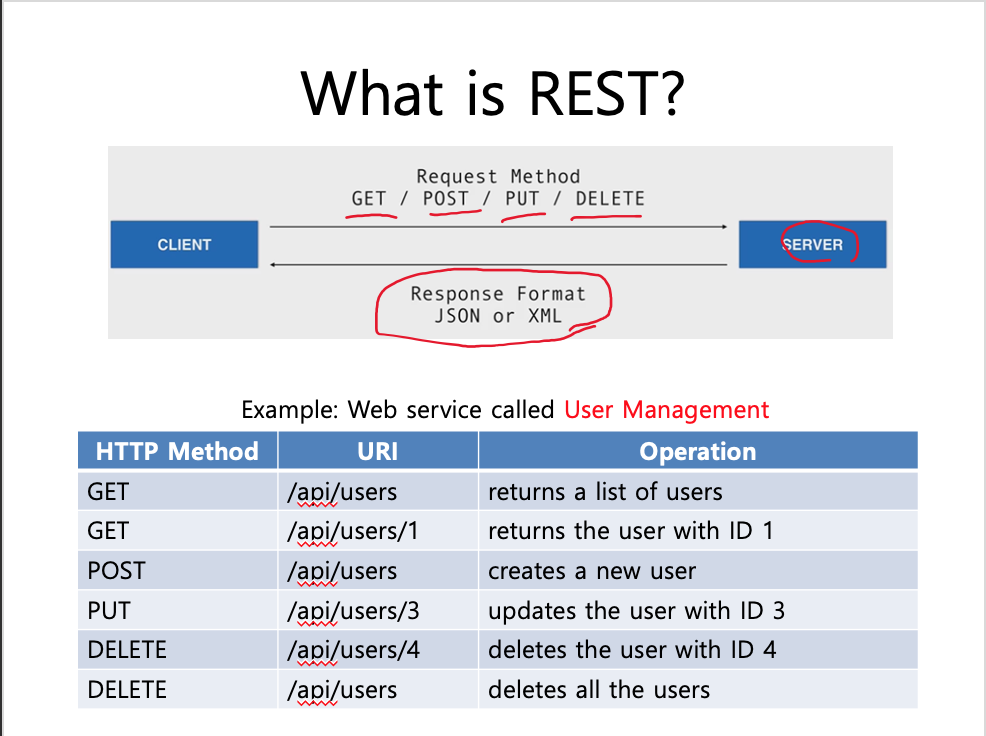 What is REST?
Request Method
GET / POST / PUT / DELETE
CLIENT
SERVER
Response Format
JSON or XML
Example: Web service called User Management
HTTP Method URI Operation
GET /api/users returns a list of users
GET /api/users/1 returns the user with ID 1
POST /api/users creates a new user
PUT /api/users/3 updates the user with ID 3
DELETE /api/users/4 deletes the user with ID 4
DELETE /api/users deletes all the users